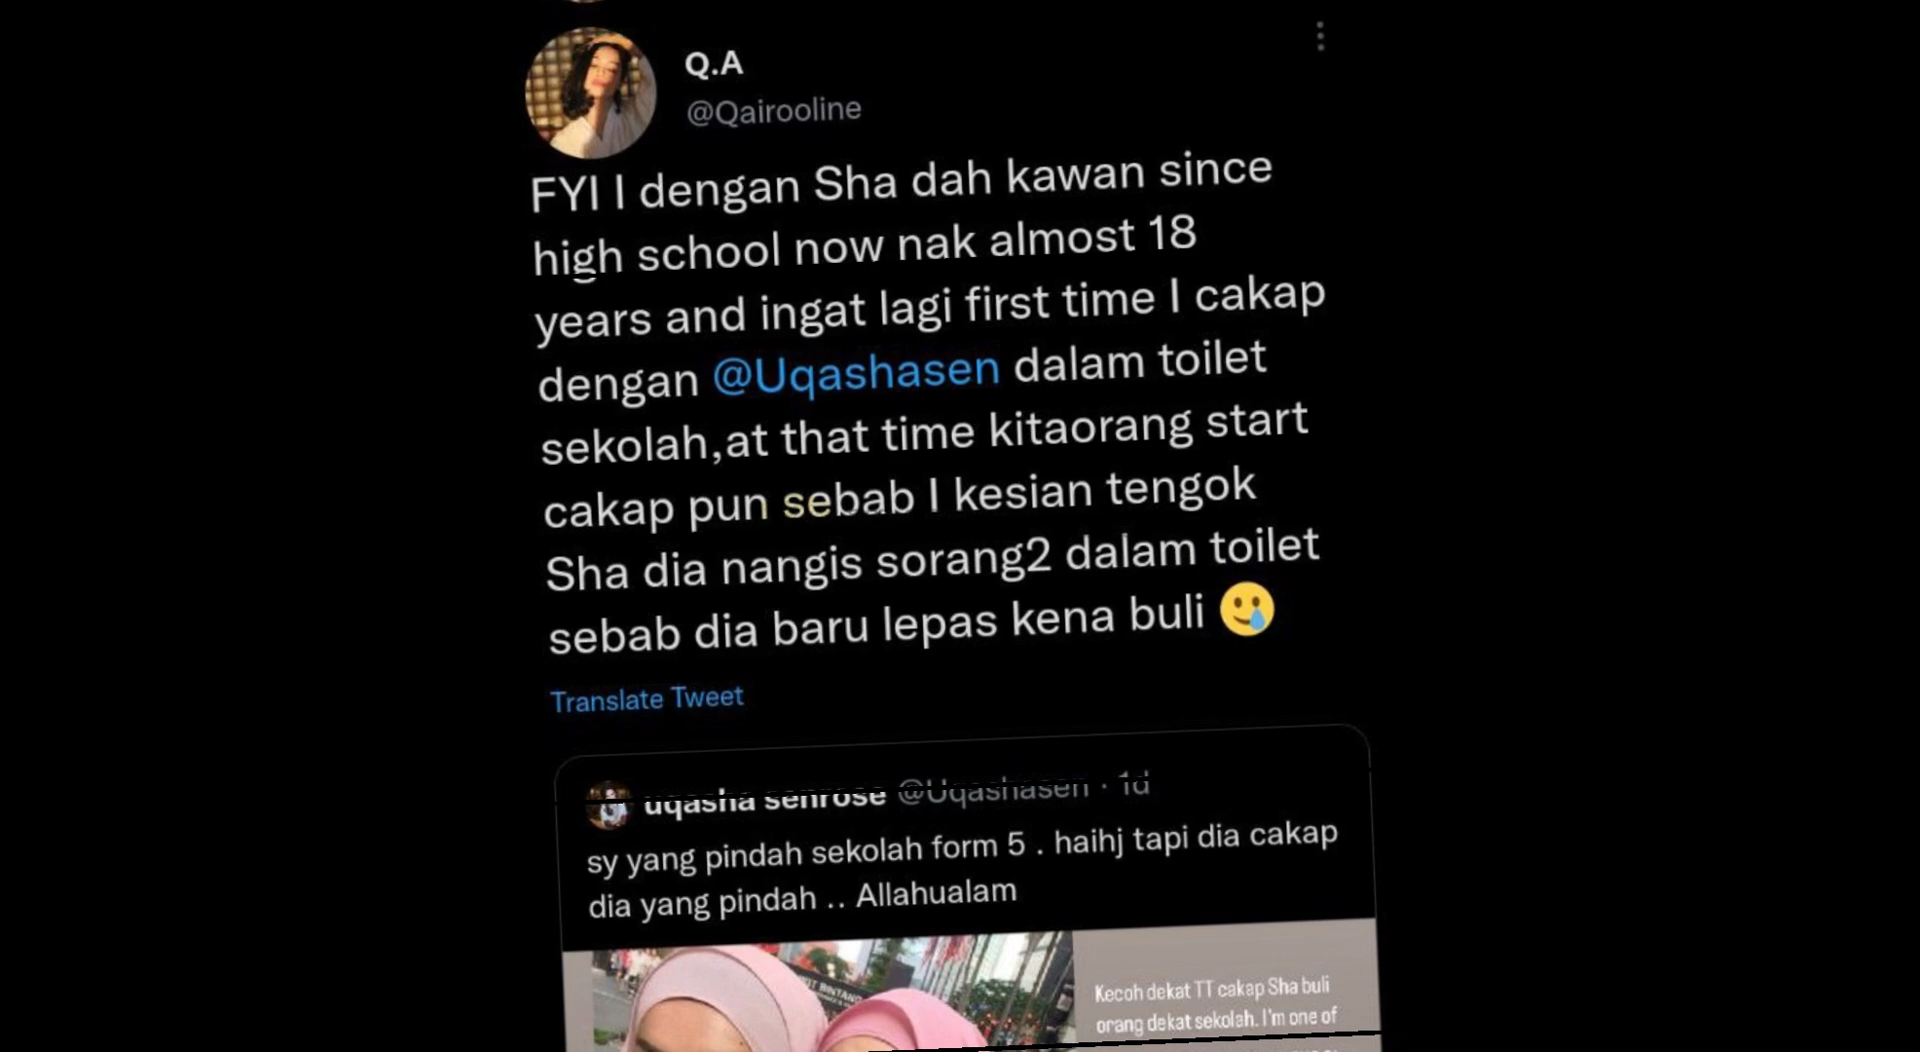 Q.A
@Qairooline
FYI I dengan Sha dah kawan since
high school now nak almost 18
years and ingat lagi first time I cakap
dengan @Uqashasen dalam toilet
sekolah,at that time kitaorang start
cakap pun sebab I kesian tengok
Sha dia nangis sorang2 dalam toilet
sebab dia baru lepas kena buli 🥲
Translate Tweet
uqasha senrose @Uqashasen · 1d
sy yang pindah sekolah form 5 . haihj tapi dia cakap
dia yang pindah .. Allahualam
BINTANG
Kecoh dekat TT cakap Sha buli
orang dekat sekolah. I'm one of